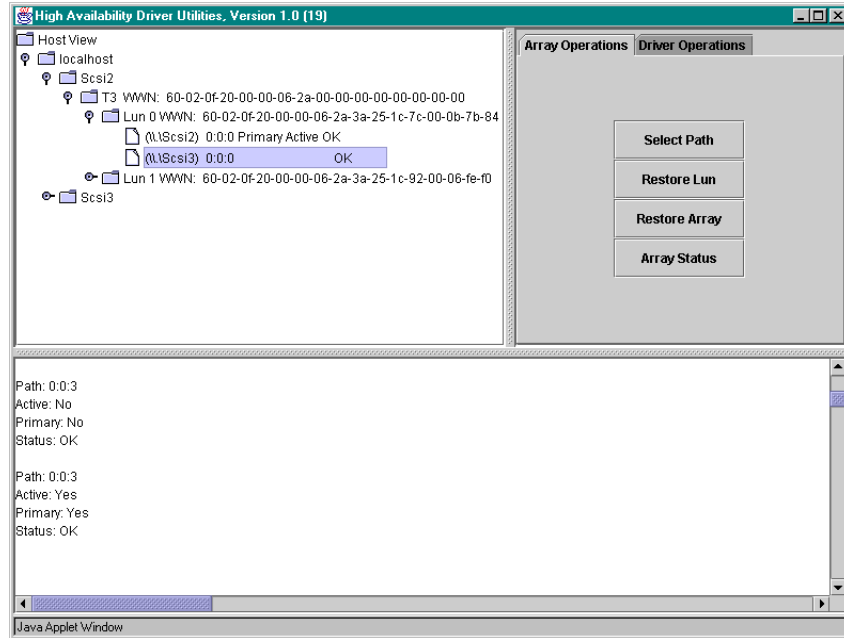 High Availability Driver Utilities, Version 1.0 (19)
Host View
localhost
Scsi2
T3 WWN: 60-02-0f-20-00-00-06-2a-00-00-00-00-00-00-00-00
Lun 0 WWN: 60-02-0f-20-00-00-06-2a-3a-25-1c-7c-00-0b-7b-84
(\\.\Scsi2) 0:0:0 Primary Active OK
(\\.\Scsi3) 0:0:0 OK
Lun 1 WWN: 60-02-0f-20-00-00-06-2a-3a-25-1c-92-00-06-fe-f0
Scsi3
Array Operations Driver Operations
Select Path
Restore Lun
Restore Array
Array Status
Path: 0:0:3
Active: No
Primary: No
Status: OK
Path: 0:0:3
Active: Yes
Primary: Yes
Status: OK
Java Applet Window